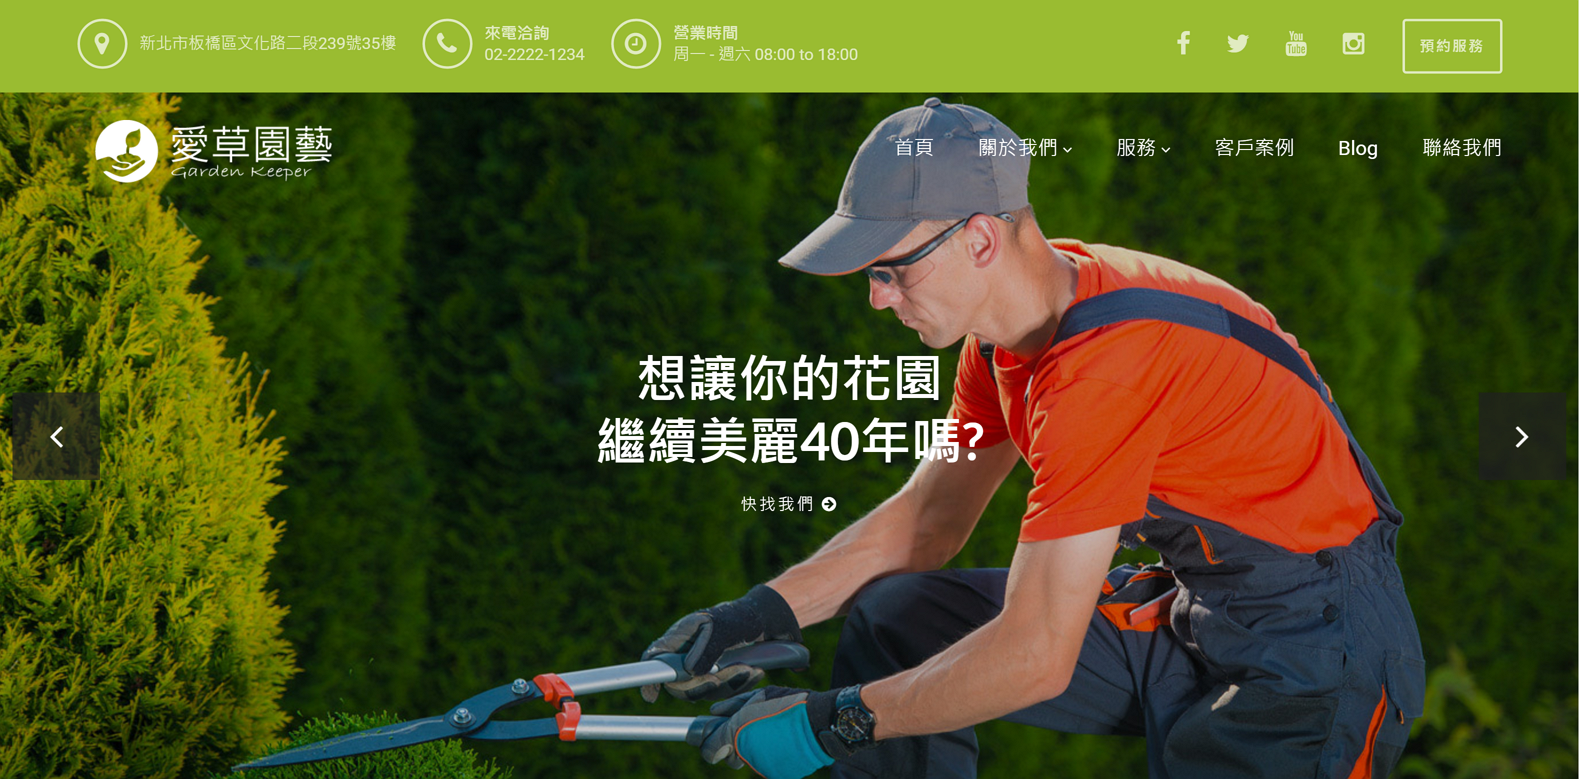 新北市板橋區文化路二段239號35樓
來電洽詢
02-2222-1234
營業時間
周一 - 週六 08:00 to 18:00
You
Tube
預約服務
愛草園藝
Garden Keeper
首頁 關於我們 服務 客戶案例 Blog 聯絡我們
想讓你的花園
繼續美麗40年嗎?
快找我們